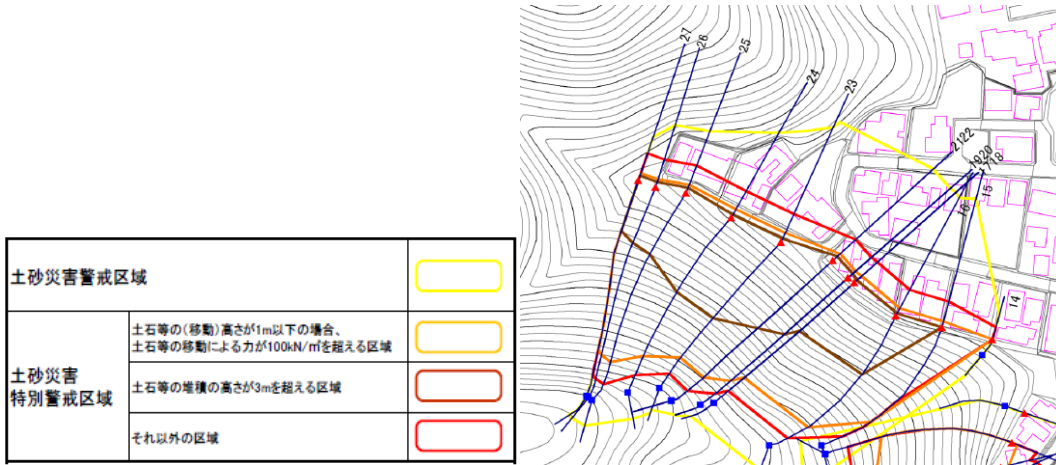 土砂災害警戒区域
土砂災害
特別警戒区域
土石等の(移動)高さが1m以下の場合、
土石等の移動による力が100kN/㎡を超える区域
土石等の堆積の高さが3mを超える区域
それ以外の区域
27
26
25
24
23
2122
1920
1718
16
15
14